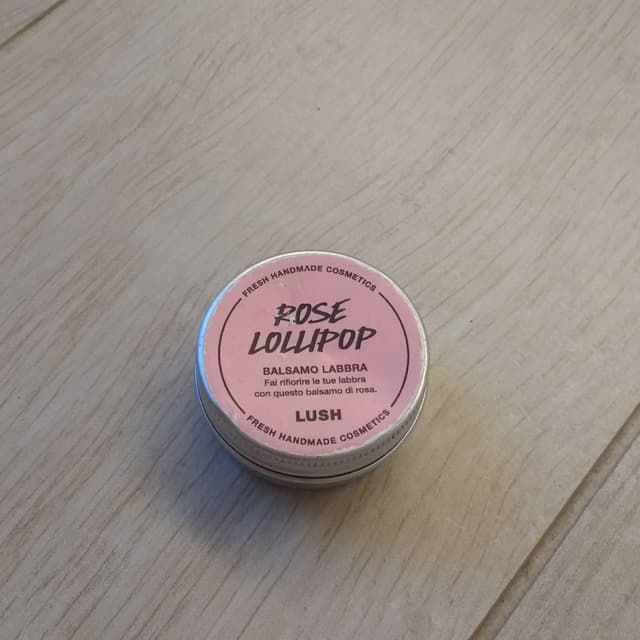 FRESH HANDMADE COSMETICS
ROSE
LOLLIPOP
BALSAMO LABBRA
Fai rifiorire le tue labbra
con questo balsamo di rosa.
LUSH
FRESH HANDMADE COSMETICS